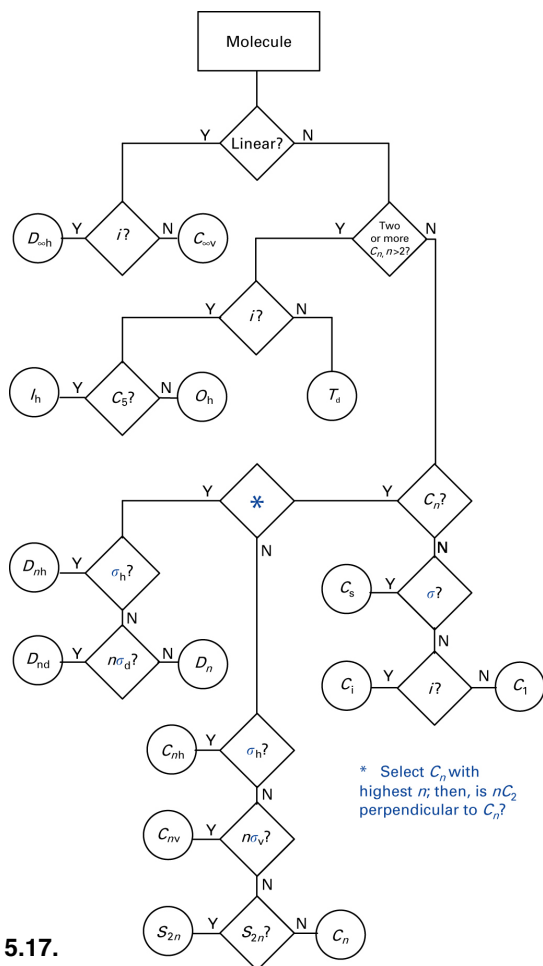 Molecule
Y Linear? N
D∞h Y i? N C∞v
Two
or more
Cn, n>2?
N
Y i? N
Ih Y C5? N Oh
Td
Y * N
Y Cn? N
Dnh Y σh? N
Dnd Y nσd? N Dn
Cs Y σ? N
Ci Y i? N C1
Cnh Y σh? N
Cnv Y nσv? N
S2n Y S2n? N Cn
* Select Cn with
highest n; then, is nC2
perpendicular to Cn?
5.17.